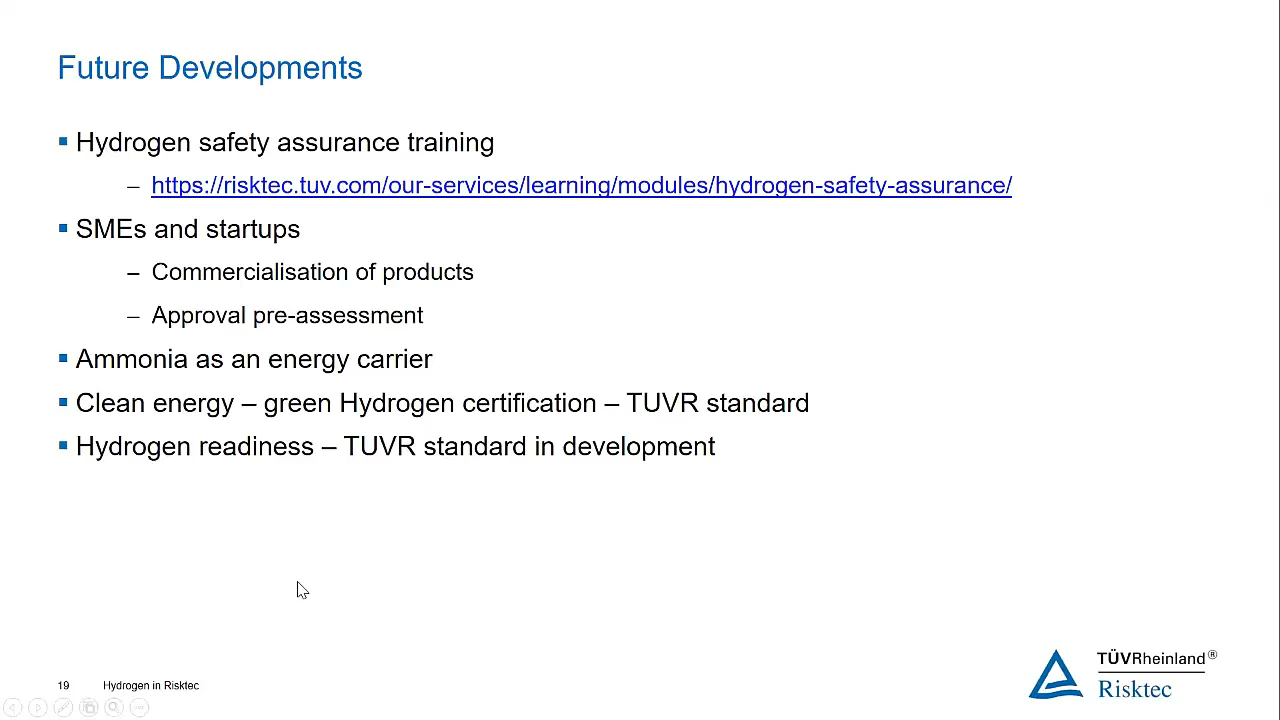 Future Developments
Hydrogen safety assurance training
– https://risktec.tuv.com/our-services/learning/modules/hydrogen-safety-assurance/
SMEs and startups
– Commercialisation of products
– Approval pre-assessment
Ammonia as an energy carrier
Clean energy – green Hydrogen certification – TUVR standard
Hydrogen readiness – TUVR standard in development
TÜVRheinland®
Risktec
19 Hydrogen in Risktec